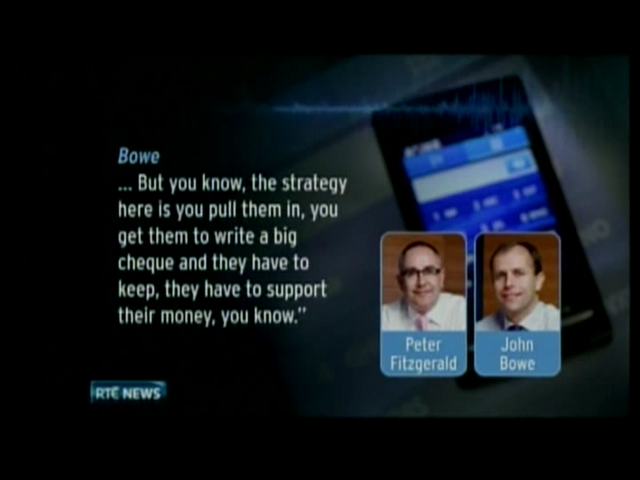 Bowe
... But you know, the strategy
here is you pull them in, you
get them to write a big
cheque and they have to
keep, they have to support
their money, you know."
Peter
Fitzgerald
John
Bowe
RTÉ NEWS